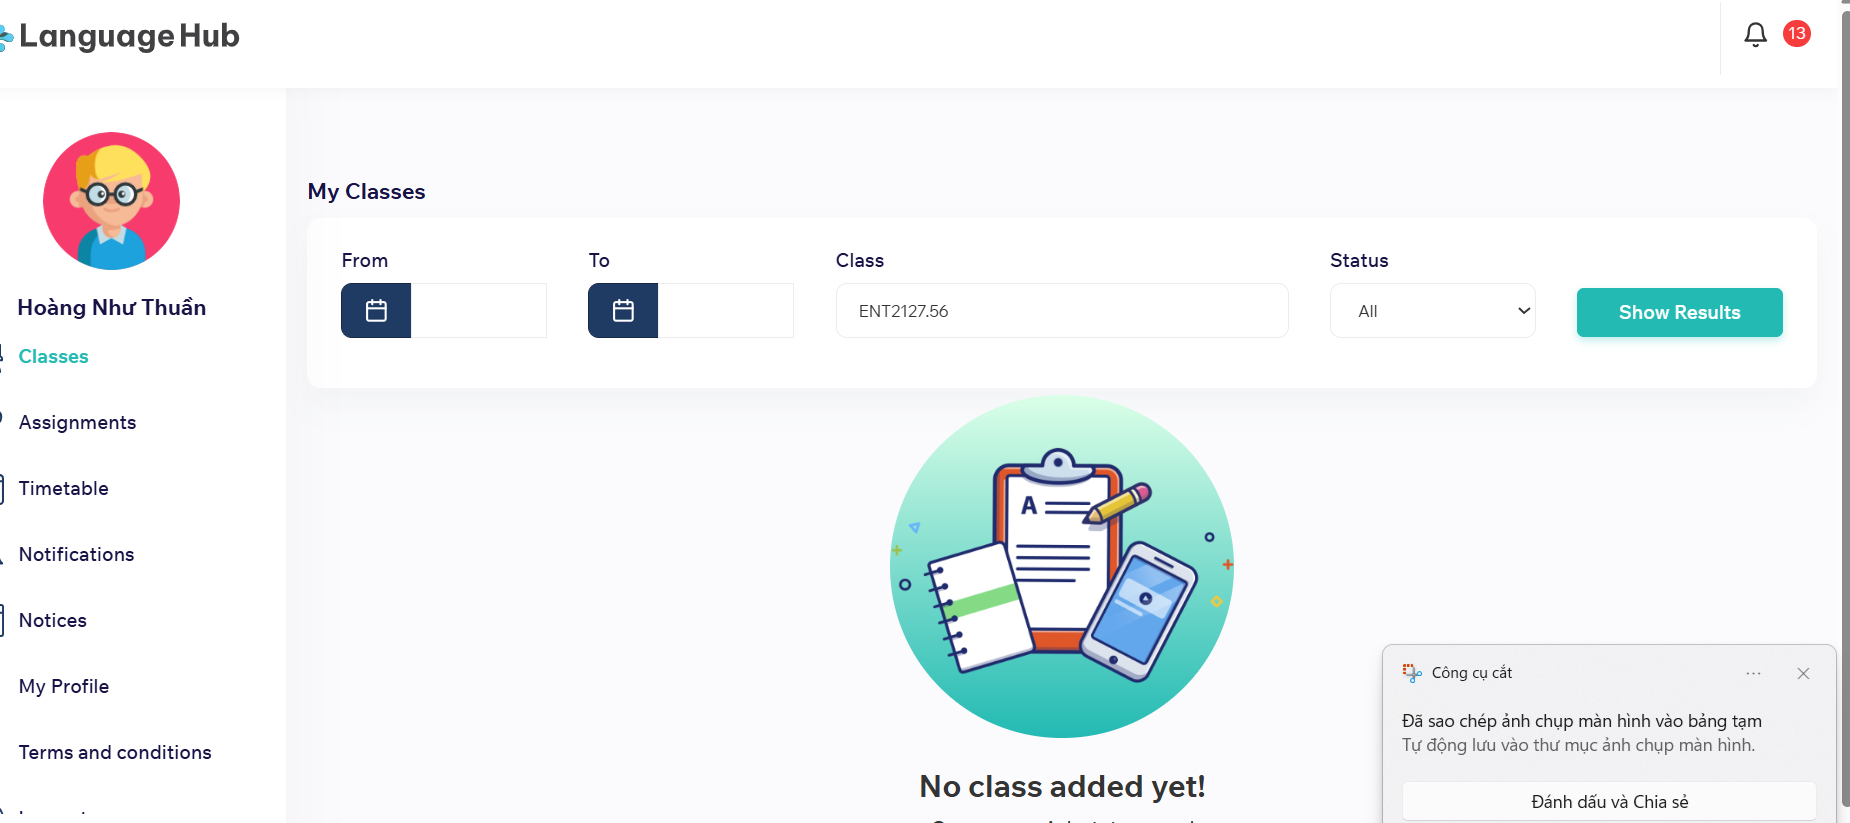 Language Hub
13
Hoàng Như Thuần
Classes
Assignments
Timetable
Notifications
Notices
My Profile
Terms and conditions
My Classes
From
To
Class
Status
ENT2127.56
All
Show Results
A
No class added yet!
Công cụ cắt
Đã sao chép ảnh chụp màn hình vào bảng tạm
Tự động lưu vào thư mục ảnh chụp màn hình.
Đánh dấu và Chia sẻ